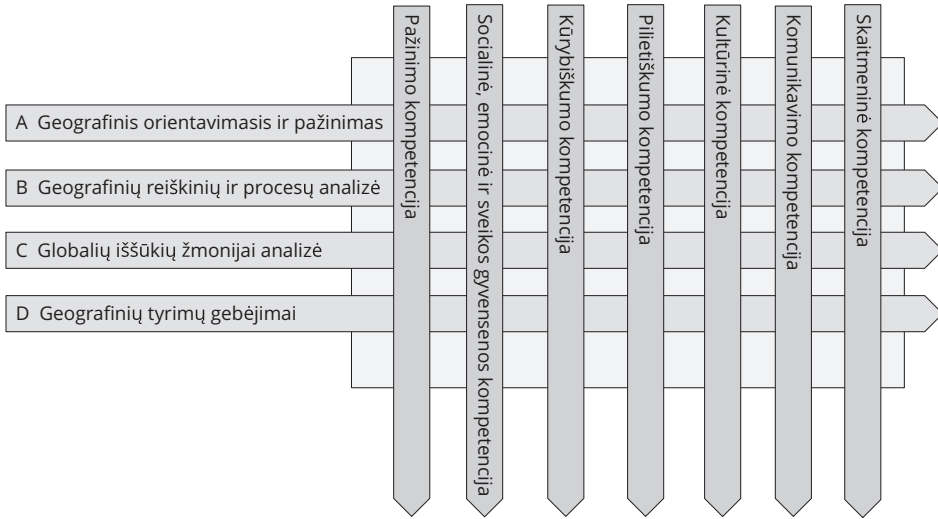 Pažinimo kompetencija
Socialinė, emocinė ir sveikos gyvensenos kompetencija
Kūrybiškumo kompetencija
Pilietiškumo kompetencija
Kultūrinė kompetencija
Komunikavimo kompetencija
Skaitmeninė kompetencija
A Geografinis orientavimasis ir pažinimas
B Geografinių reiškinių ir procesų analizė
C Globalių iššūkių žmonijai analizė
D Geografinių tyrimų gebėjimai